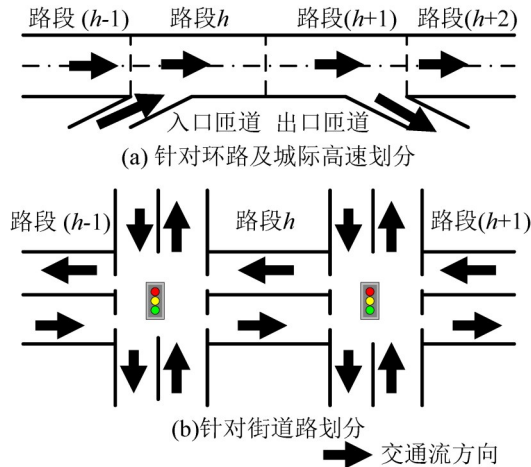 路段 (h-1) 路段h 路段(h+1) 路段(h+2)
入口匝道 出口匝道
(a) 针对环路及城际高速划分
路段 (h-1) 路段h 路段(h+1)
(b)针对街道路划分
交通流方向